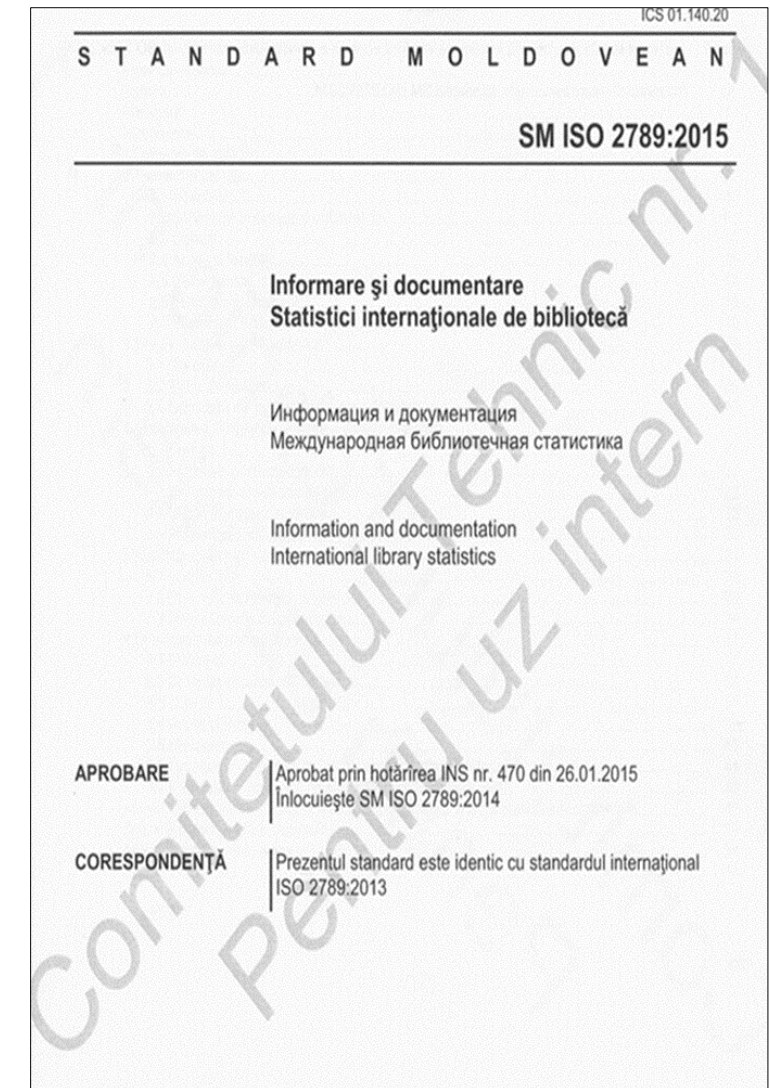 ICS 01.140.20
STANDARD MOLDOVEAN
SM ISO 2789:2015
Informare şi documentare
Statistici internaţionale de bibliotecă
Информация и документация
Международная библиотечная статистика
Information and documentation
International library statistics
APROBARE
Aprobat prin hotărîrea INS nr. 470 din 26.01.2015
Înlocuieşte SM ISO 2789:2014
CORESPONDENŢĂ
Prezentul standard este identic cu standardul internaţional
ISO 2789:2013
Comitetului Tehnic nr. 1
Pentru uz intern